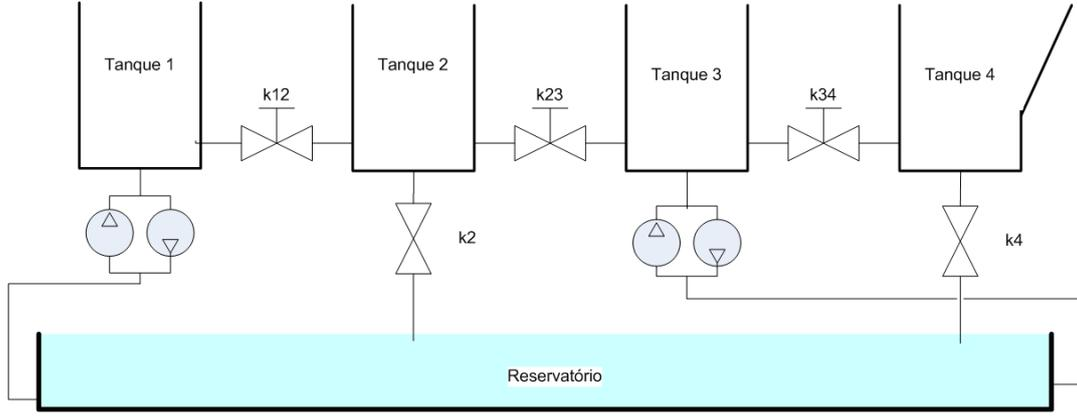 Tanque 1
Tanque 2
Tanque 3
Tanque 4
k12
k23
k34
k2
k4
Reservatório